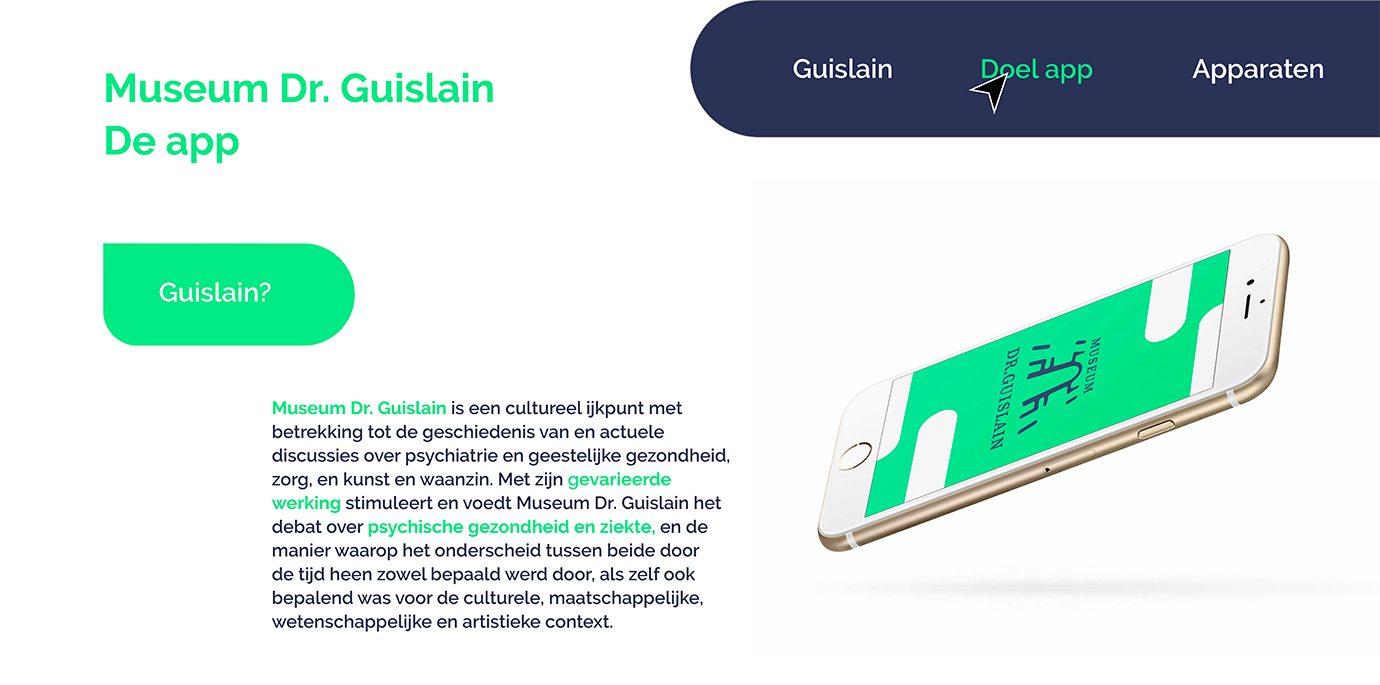 Museum Dr. Guislain
De app
Guislain
Doel app
Apparaten
Guislain?
Museum Dr. Guislain is een cultureel ijkpunt met
betrekking tot de geschiedenis van en actuele
discussies over psychiatrie en geestelijke gezondheid,
zorg, en kunst en waanzin. Met zijn gevarieerde
werking stimuleert en voedt Museum Dr. Guislain het
debat over psychische gezondheid en ziekte, en de
manier waarop het onderscheid tussen beide door
de tijd heen zowel bepaald werd door, als zelf ook
bepalend was voor de culturele, maatschappelijke,
wetenschappelijke en artistieke context.
MUSEUM
DR.GUISLAIN